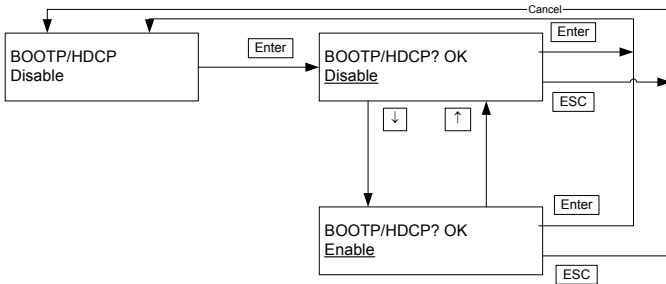 Cancel
BOOTP/HDCP
Disable
Enter
BOOTP/HDCP? OK
Disable
Enter
ESC
↓
↑
BOOTP/HDCP? OK
Enable
Enter
ESC